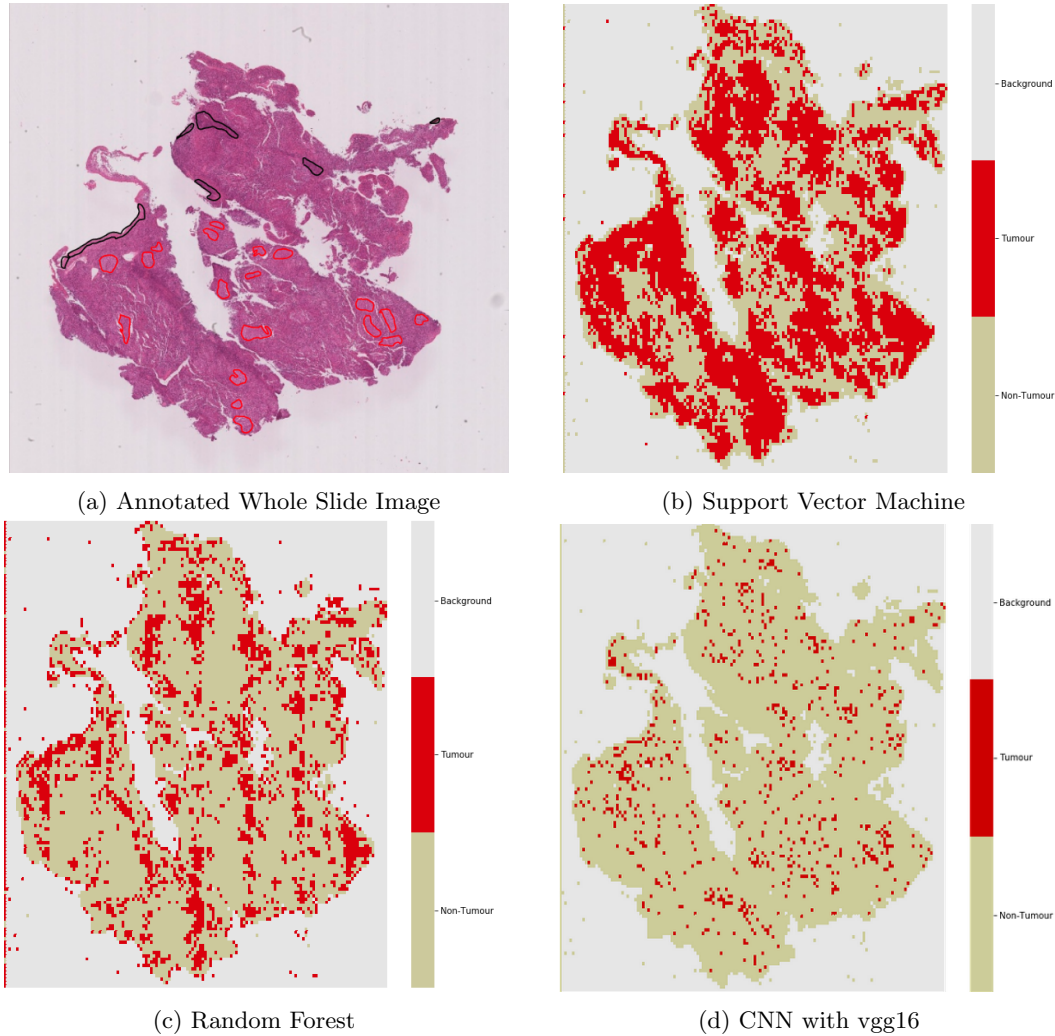 Background
Tumour
Non-Tumour
(a) Annotated Whole Slide Image
(b) Support Vector Machine
Background
Tumour
Non-Tumour
Background
Tumour
Non-Tumour
(c) Random Forest
(d) CNN with vgg16